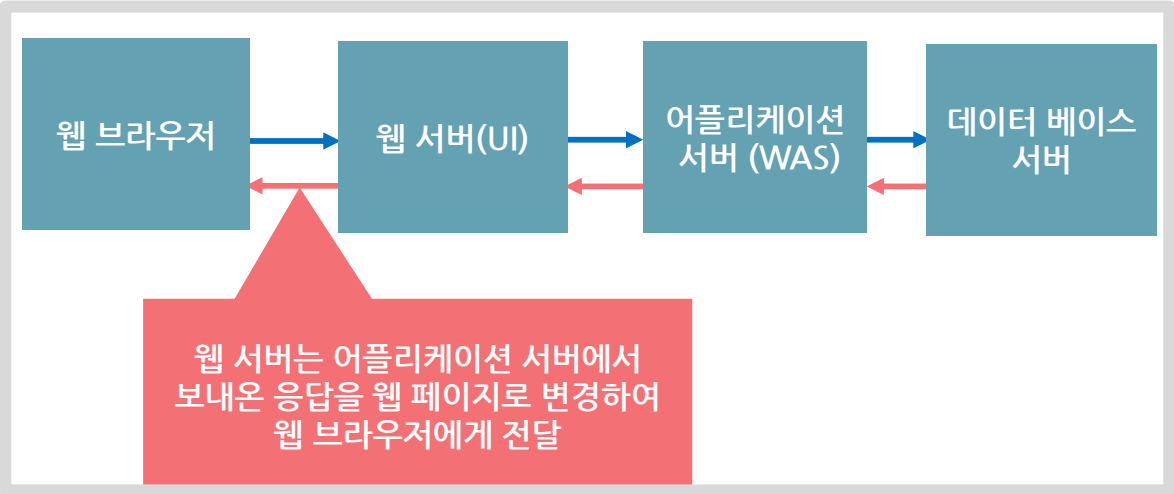 웹 브라우저
웹 서버(UI)
어플리케이션
서버 (WAS)
데이터 베이스
서버
웹 서버는 어플리케이션 서버에서
보내온 응답을 웹 페이지로 변경하여
웹 브라우저에게 전달